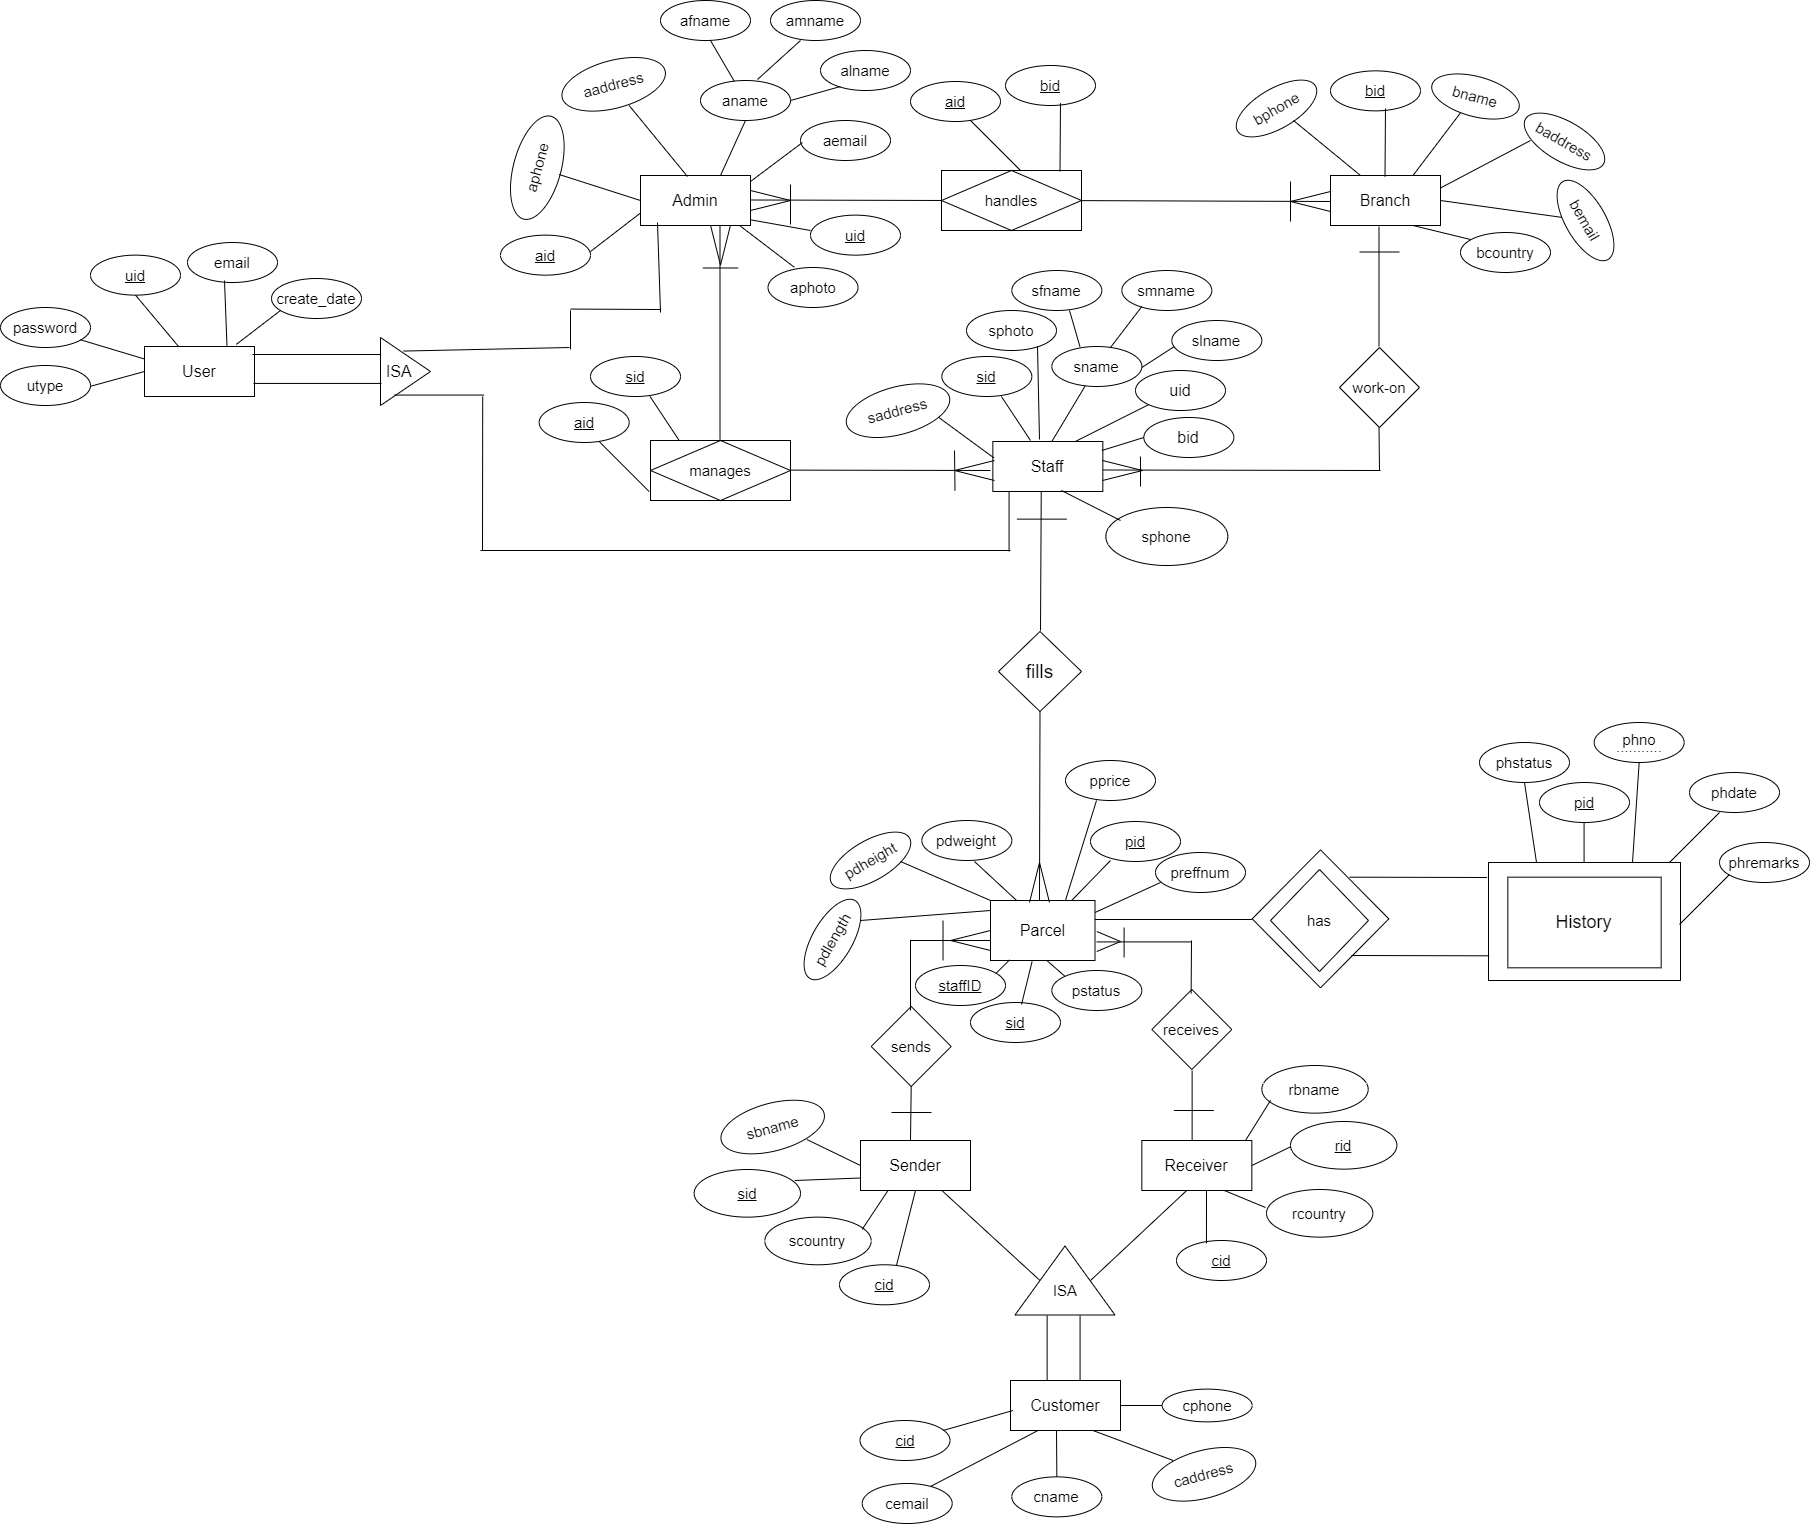 afname
amname
alname
aaddress
aname
aid
bid
bphone
bid
bname
baddress
aphone
aemail
Admin
handles
Branch
bemail
aid
uid
bcountry
aphoto
uid
email
create_date
password
User
utype
ISA
sfname
smname
sphoto
slname
sid
sname
uid
saddress
bid
work-on
sid
aid
manages
Staff
sphone
fills
phno
phstatus
pid
phdate
phremarks
pprice
pdweight
pid
pdheight
preffnum
pdlength
Parcel
has
History
staffID
pstatus
sid
sends
receives
rbname
sbname
rid
Sender
Receiver
sid
rcountry
scountry
cid
cid
ISA
Customer
cphone
cid
caddress
cemail
cname